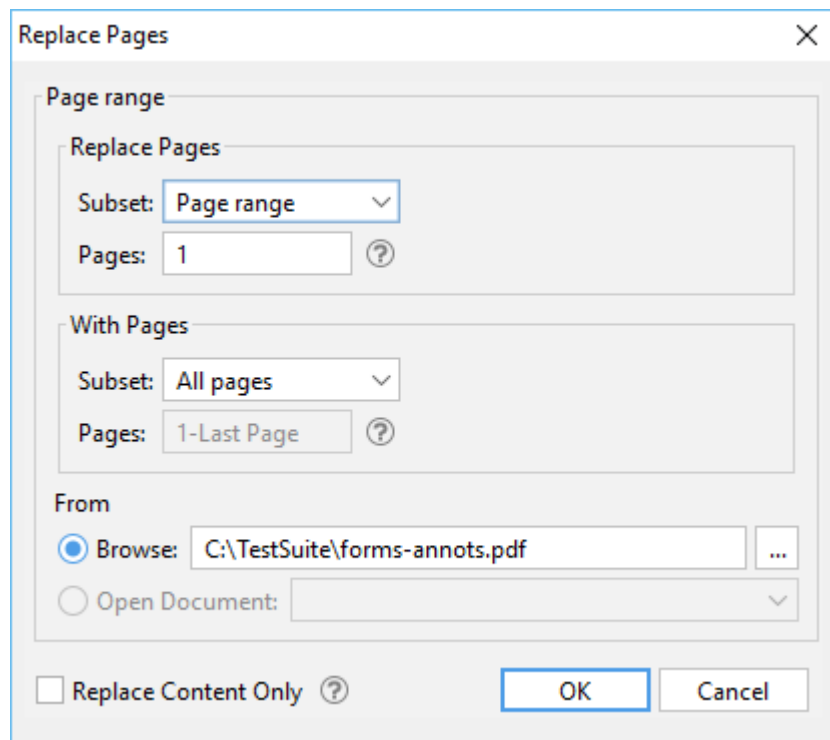 Replace Pages
Page range
Replace Pages
Subset: Page range
Pages: 1 ?
With Pages
Subset: All pages
Pages: 1-Last Page ?
From
Browse: C:\TestSuite\forms-annots.pdf ...
Open Document:
Replace Content Only ? OK Cancel